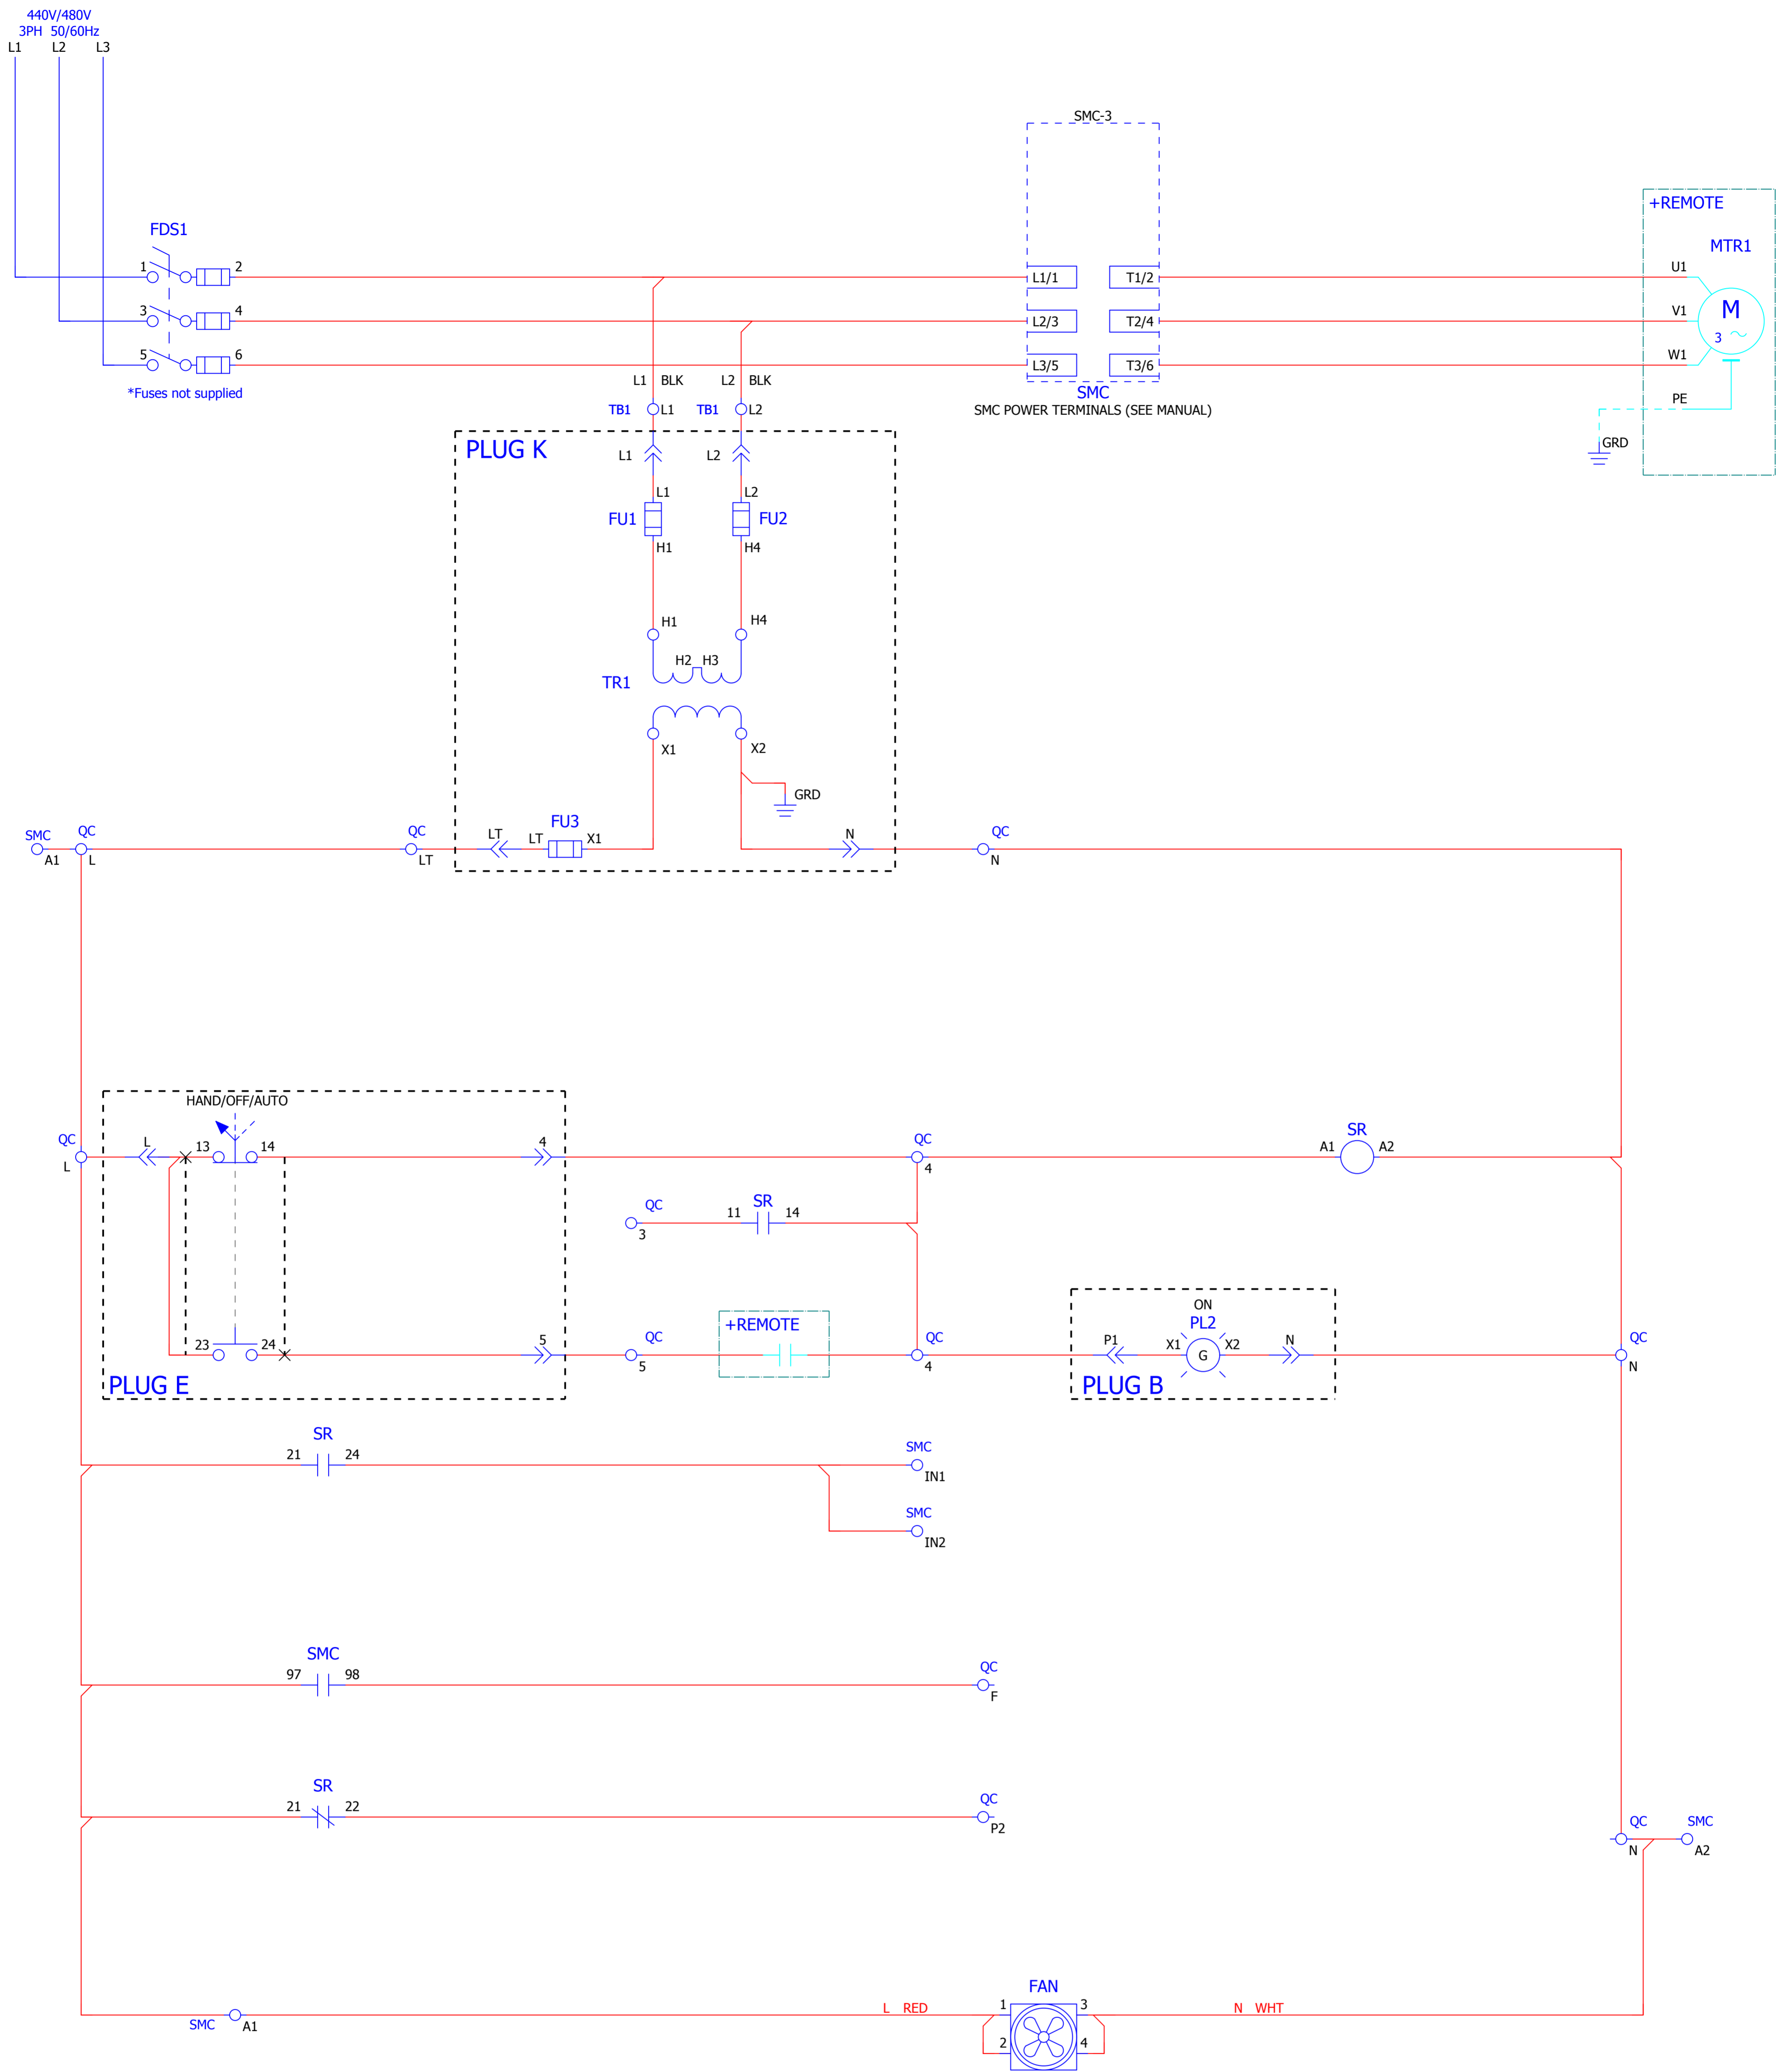 440V/480V
3PH 50/60Hz
L1 L2 L3
SMC-3
+REMOTE
MTR1
FDS1
1 2
L1/1 T1/2
U1
3 4
L2/3 T2/4
V1
M
3
5 6
L3/5 T3/6
W1
*Fuses not supplied
L1 BLK L2 BLK
SMC
SMC POWER TERMINALS (SEE MANUAL)
PE
GRD
TB1 L1 TB1 L2
PLUG K
L1 L2
L1 L2
FU1 FU2
H1 H4
H1 H4
H2 H3
TR1
X1 X2
GRD
SMC QC QC FU3 QC
LT LT X1 N
A1 L LT N
HAND/OFF/AUTO
QC L 13 14 4 QC
SR
A1 A2
L 4
QC SR
11 14
3
+REMOTE
ON
PL2
23 24 5 QC QC P1 X1 G X2 N QC
5 4 N
PLUG E
PLUG B
SR
21 24
SMC
IN1
SMC
IN2
SMC
97 98
QC
F
SR
21 22
QC
P2
QC SMC
N A2
FAN
L RED 1 3 N WHT
SMC A1
2 4